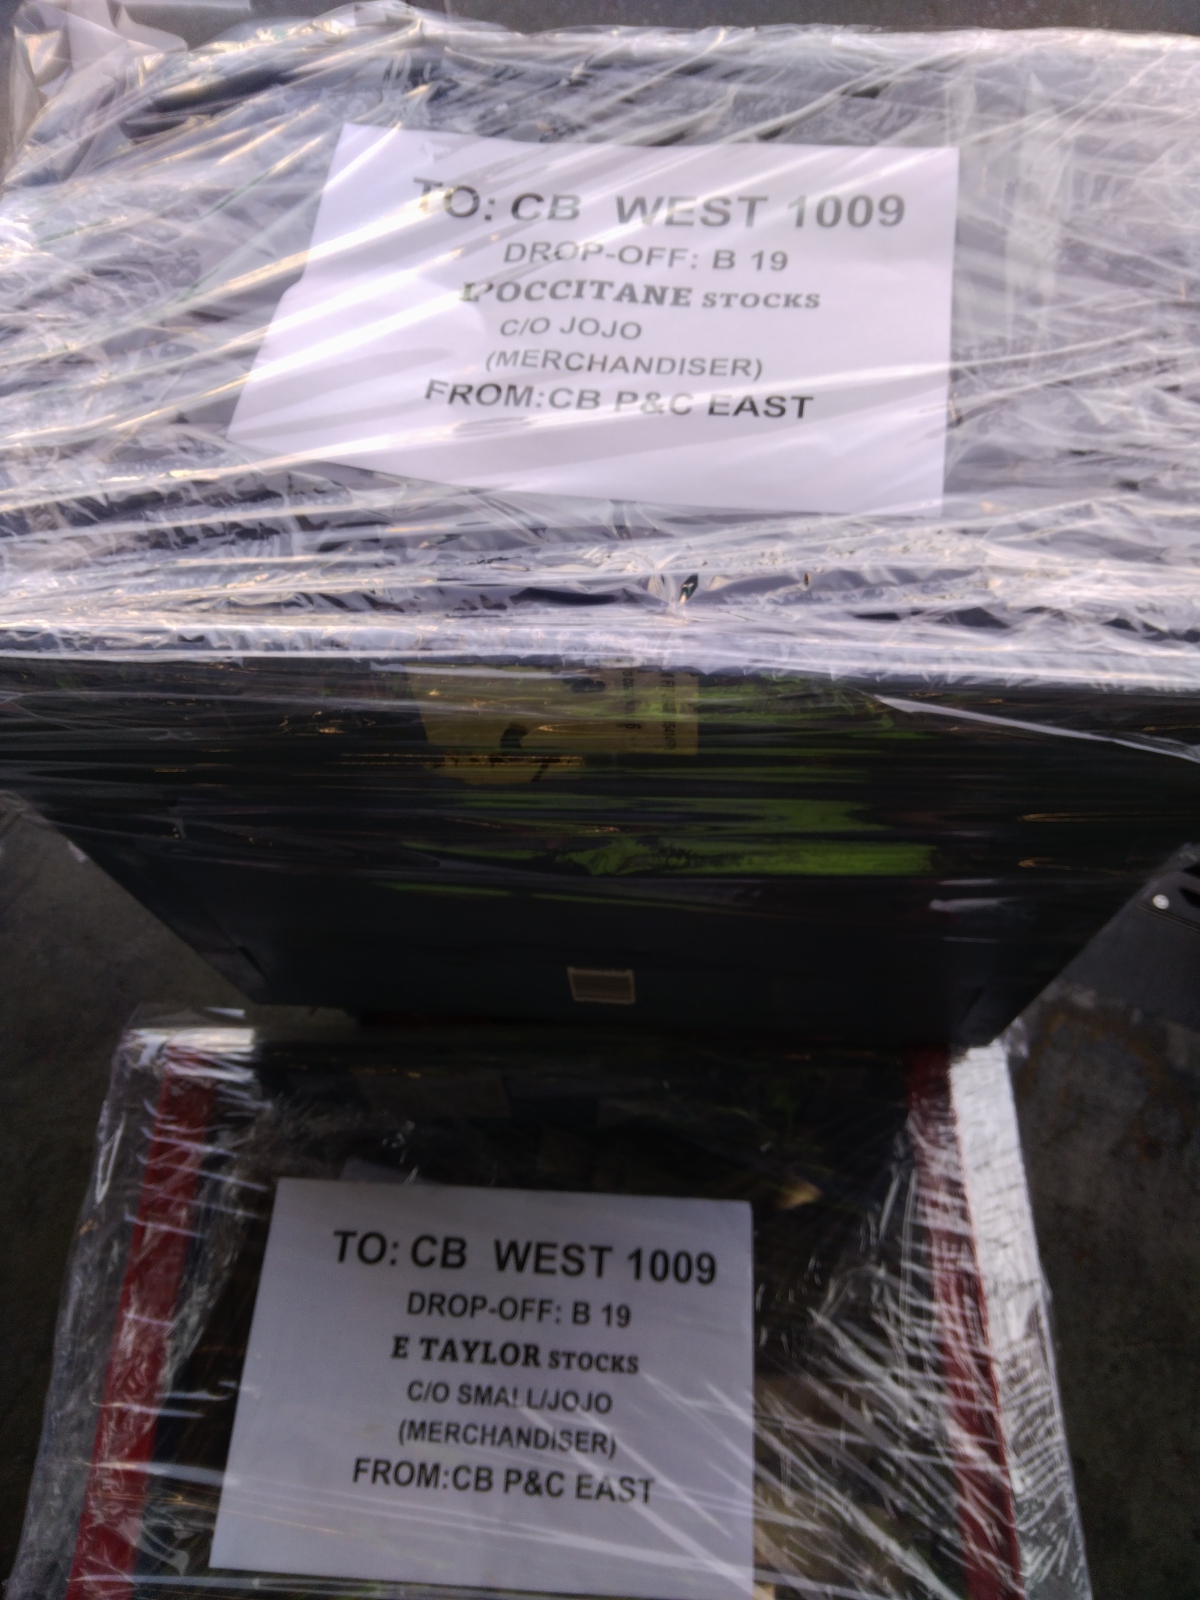 TO: CB WEST 1009
DROP-OFF: B 19
L'OCCITANE STOCKS
C/O JOJO
(MERCHANDISER)
FROM:CB P&C EAST
TO: CB WEST 1009
DROP-OFF: B 19
E TAYLOR STOCKS
C/O SMALL/JOJO
(MERCHANDISER)
FROM:CB P&C EAST